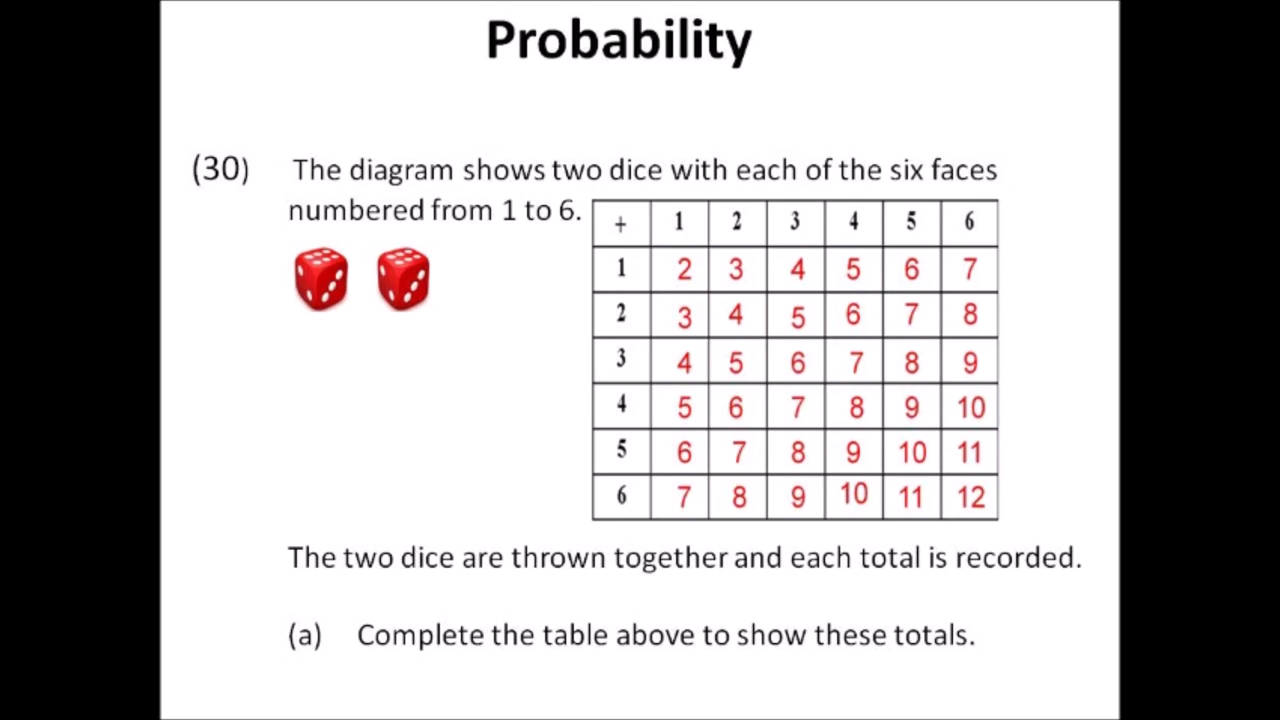 Probability
(30) The diagram shows two dice with each of the six faces
numbered from 1 to 6.
+ 1 2 3 4 5 6
1 2 3 4 5 6 7
2 3 4 5 6 7 8
3 4 5 6 7 8 9
4 5 6 7 8 9 10
5 6 7 8 9 10 11
6 7 8 9 10 11 12
The two dice are thrown together and each total is recorded.
(a) Complete the table above to show these totals.